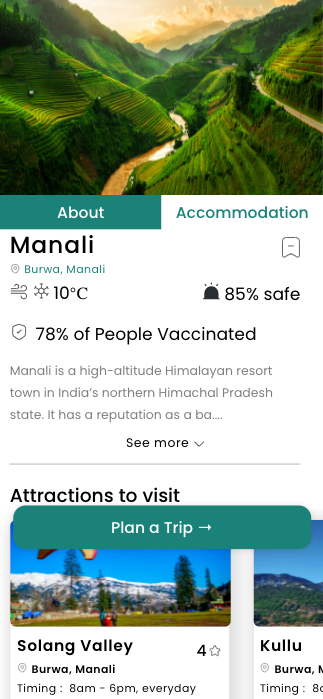 About Accommodation
Manali
Burwa, Manali
10°C 85% safe
78% of People Vaccinated
Manali is a high-altitude Himalayan resort
town in India’s northern Himachal Pradesh
state. It has a reputation as a ba....
See more
Attractions to visit
Plan a Trip →
Solang Valley 4
Burwa, Manali
Timing : 8am - 6pm, everyday
Kullu
Burwa, M
Timing : 8a